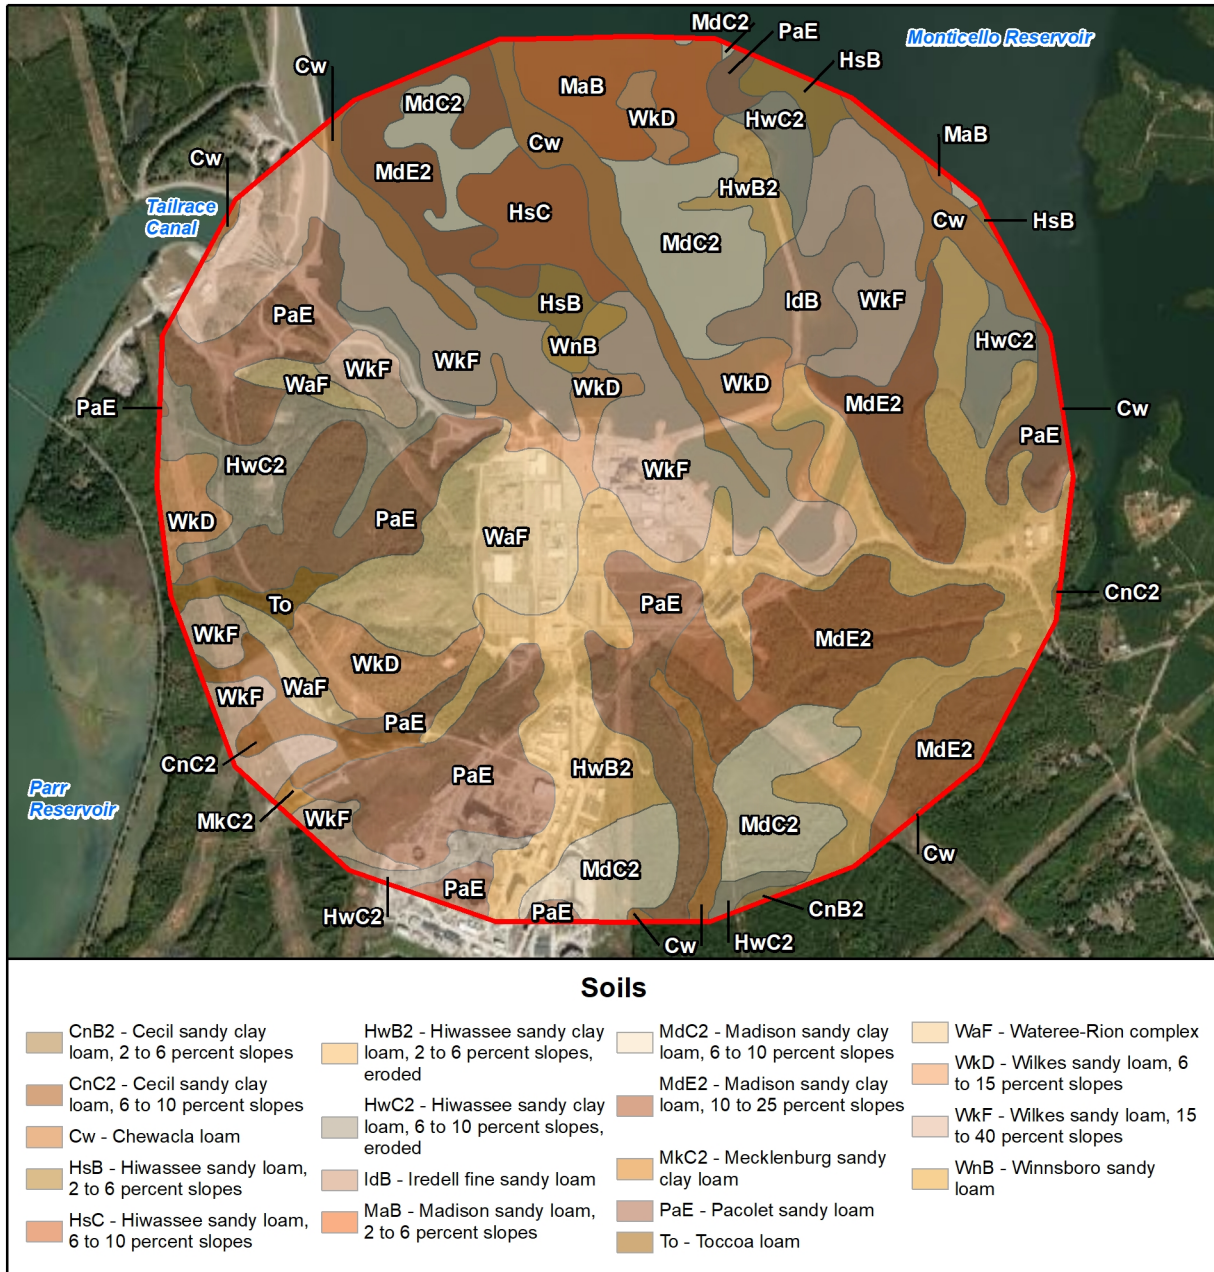 MdC2
PaE
Monticello Reservoir
HsB
Cw
MaB
MdC2
WkD
HwC2
MaB
Cw
Cw
MdE2
HwB2
Tailrace
Canal
HsC
Cw
HsB
MdC2
HsB
IdB
WkF
PaE
HwC2
WnB
WkF
WkF
WaF
WkD
WkD
MdE2
PaE
Cw
PaE
HwC2
WkF
WkD
PaE
WaF
CnC2
To
PaE
WkF
MdE2
WkD
WaF
WkF
PaE
MdE2
CnC2
PaE
HwB2
Parr
Reservoir
MkC2
WkF
MdC2
Cw
MdC2
PaE
HwC2
PaE
CnB2
Cw
HwC2
Soils
CnB2 - Cecil sandy clay
loam, 2 to 6 percent slopes
CnC2 - Cecil sandy clay
loam, 6 to 10 percent slopes
Cw - Chewacla loam
HsB - Hiwassee sandy loam,
2 to 6 percent slopes
HsC - Hiwassee sandy loam,
6 to 10 percent slopes
HwB2 - Hiwassee sandy clay
loam, 2 to 6 percent slopes,
eroded
HwC2 - Hiwassee sandy clay
loam, 6 to 10 percent slopes,
eroded
IdB - Iredell fine sandy loam
MaB - Madison sandy loam,
2 to 6 percent slopes
MdC2 - Madison sandy clay
loam, 6 to 10 percent slopes
MdE2 - Madison sandy clay
loam, 10 to 25 percent slopes
MkC2 - Mecklenburg sandy
clay loam
PaE - Pacolet sandy loam
To - Toccoa loam
WaF - Wateree-Rion complex
WkD - Wilkes sandy loam, 6
to 15 percent slopes
WkF - Wilkes sandy loam, 15
to 40 percent slopes
WnB - Winnsboro sandy
loam